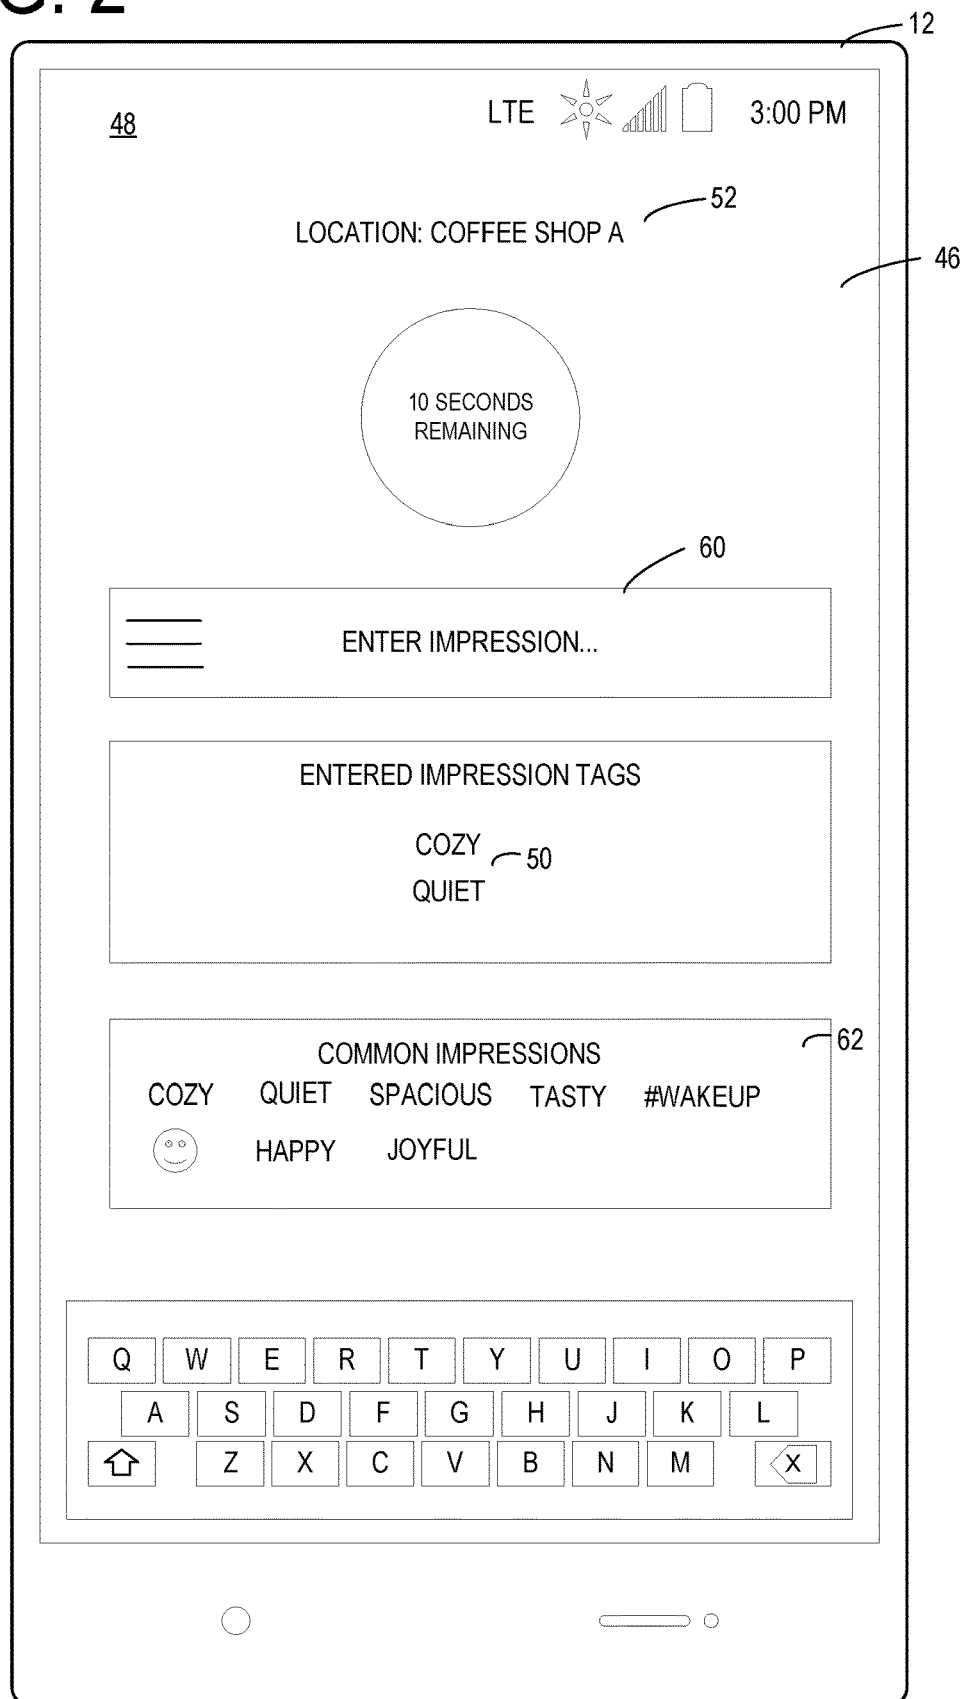 G. 2
12
48
LTE 3:00 PM
52
LOCATION: COFFEE SHOP A
46
10 SECONDS
REMAINING
60
ENTER IMPRESSION...
ENTERED IMPRESSION TAGS
COZY
50
QUIET
62
COMMON IMPRESSIONS
COZY QUIET SPACIOUS TASTY #WAKEUP
HAPPY JOYFUL
Q W E R T Y U I O P
A S D F G H J K L
Z X C V B N M X